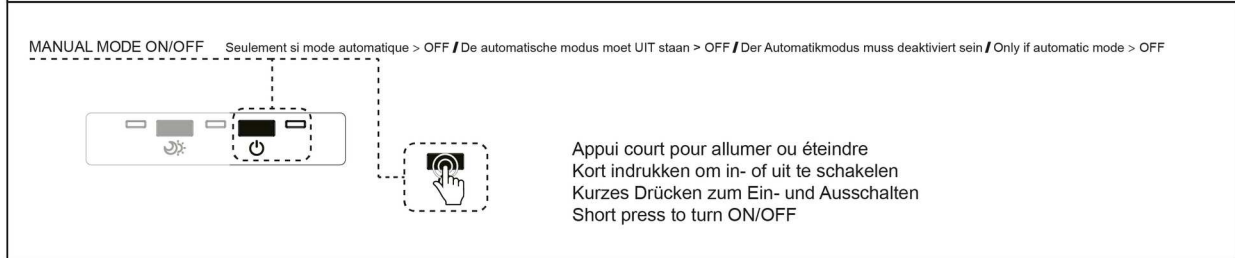 MANUAL MODE ON/OFF Seulement si mode automatique > OFF / De automatische modus moet UIT staan > OFF / Der Automatikmodus muss deaktiviert sein / Only if automatic mode > OFF
Appui court pour allumer ou éteindre
Kort indrukken om in- of uit te schakelen
Kurzes Drücken zum Ein- und Ausschalten
Short press to turn ON/OFF